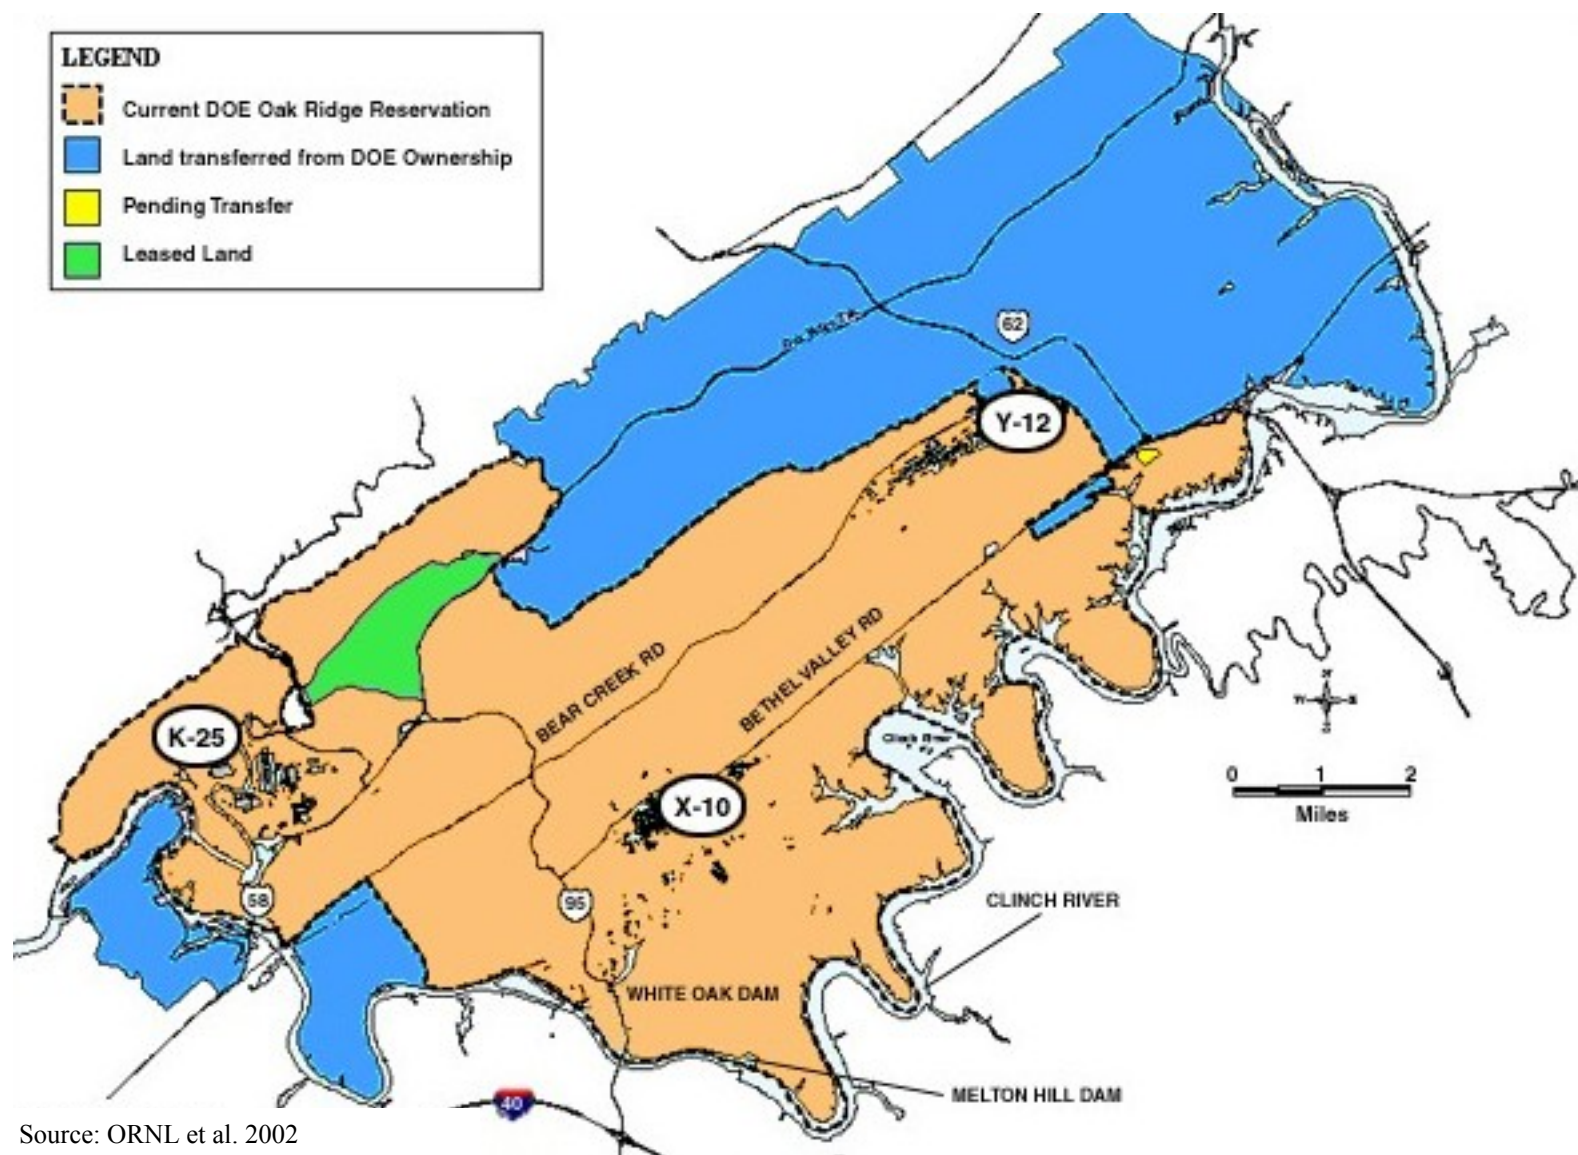 LEGEND
Current DOE Oak Ridge Reservation
Land transferred from DOE Ownership
Pending Transfer
Leased Land
62
Y-12
BEAR CREEK RD
BETHEL VALLEY RD
K-25
Clinch River
X-10
N
W E
S
0 1 2
Miles
58
95
CLINCH RIVER
WHITE OAK DAM
MELTON HILL DAM
40
Source: ORNL et al. 2002